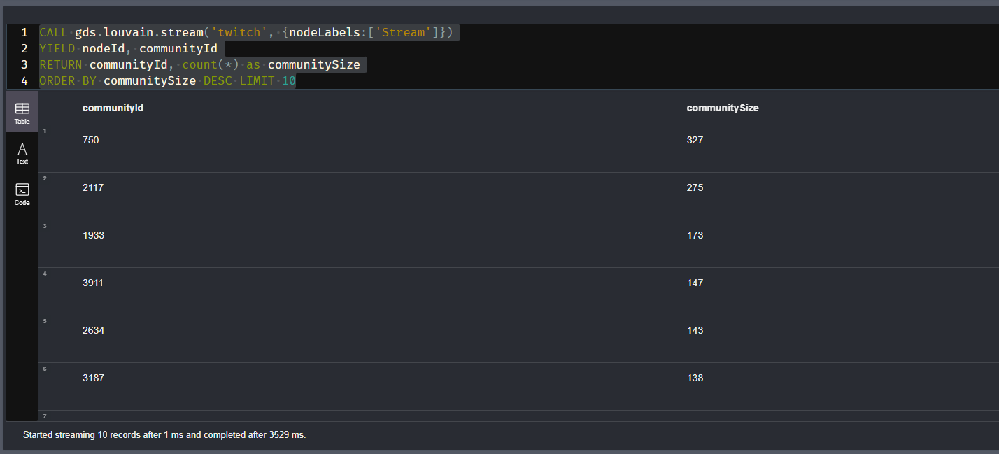 1 CALL gds.louvain.stream('twitch', {nodeLabels:['Stream']})
2 YIELD nodeId, communityId
3 RETURN communityId, count(*) as communitySize
4 ORDER BY communitySize DESC LIMIT 10
Table
Text
Code
communityId communitySize
1 750 327
2 2117 275
3 1933 173
4 3911 147
5 2634 143
6 3187 138
7
Started streaming 10 records after 1 ms and completed after 3529 ms.